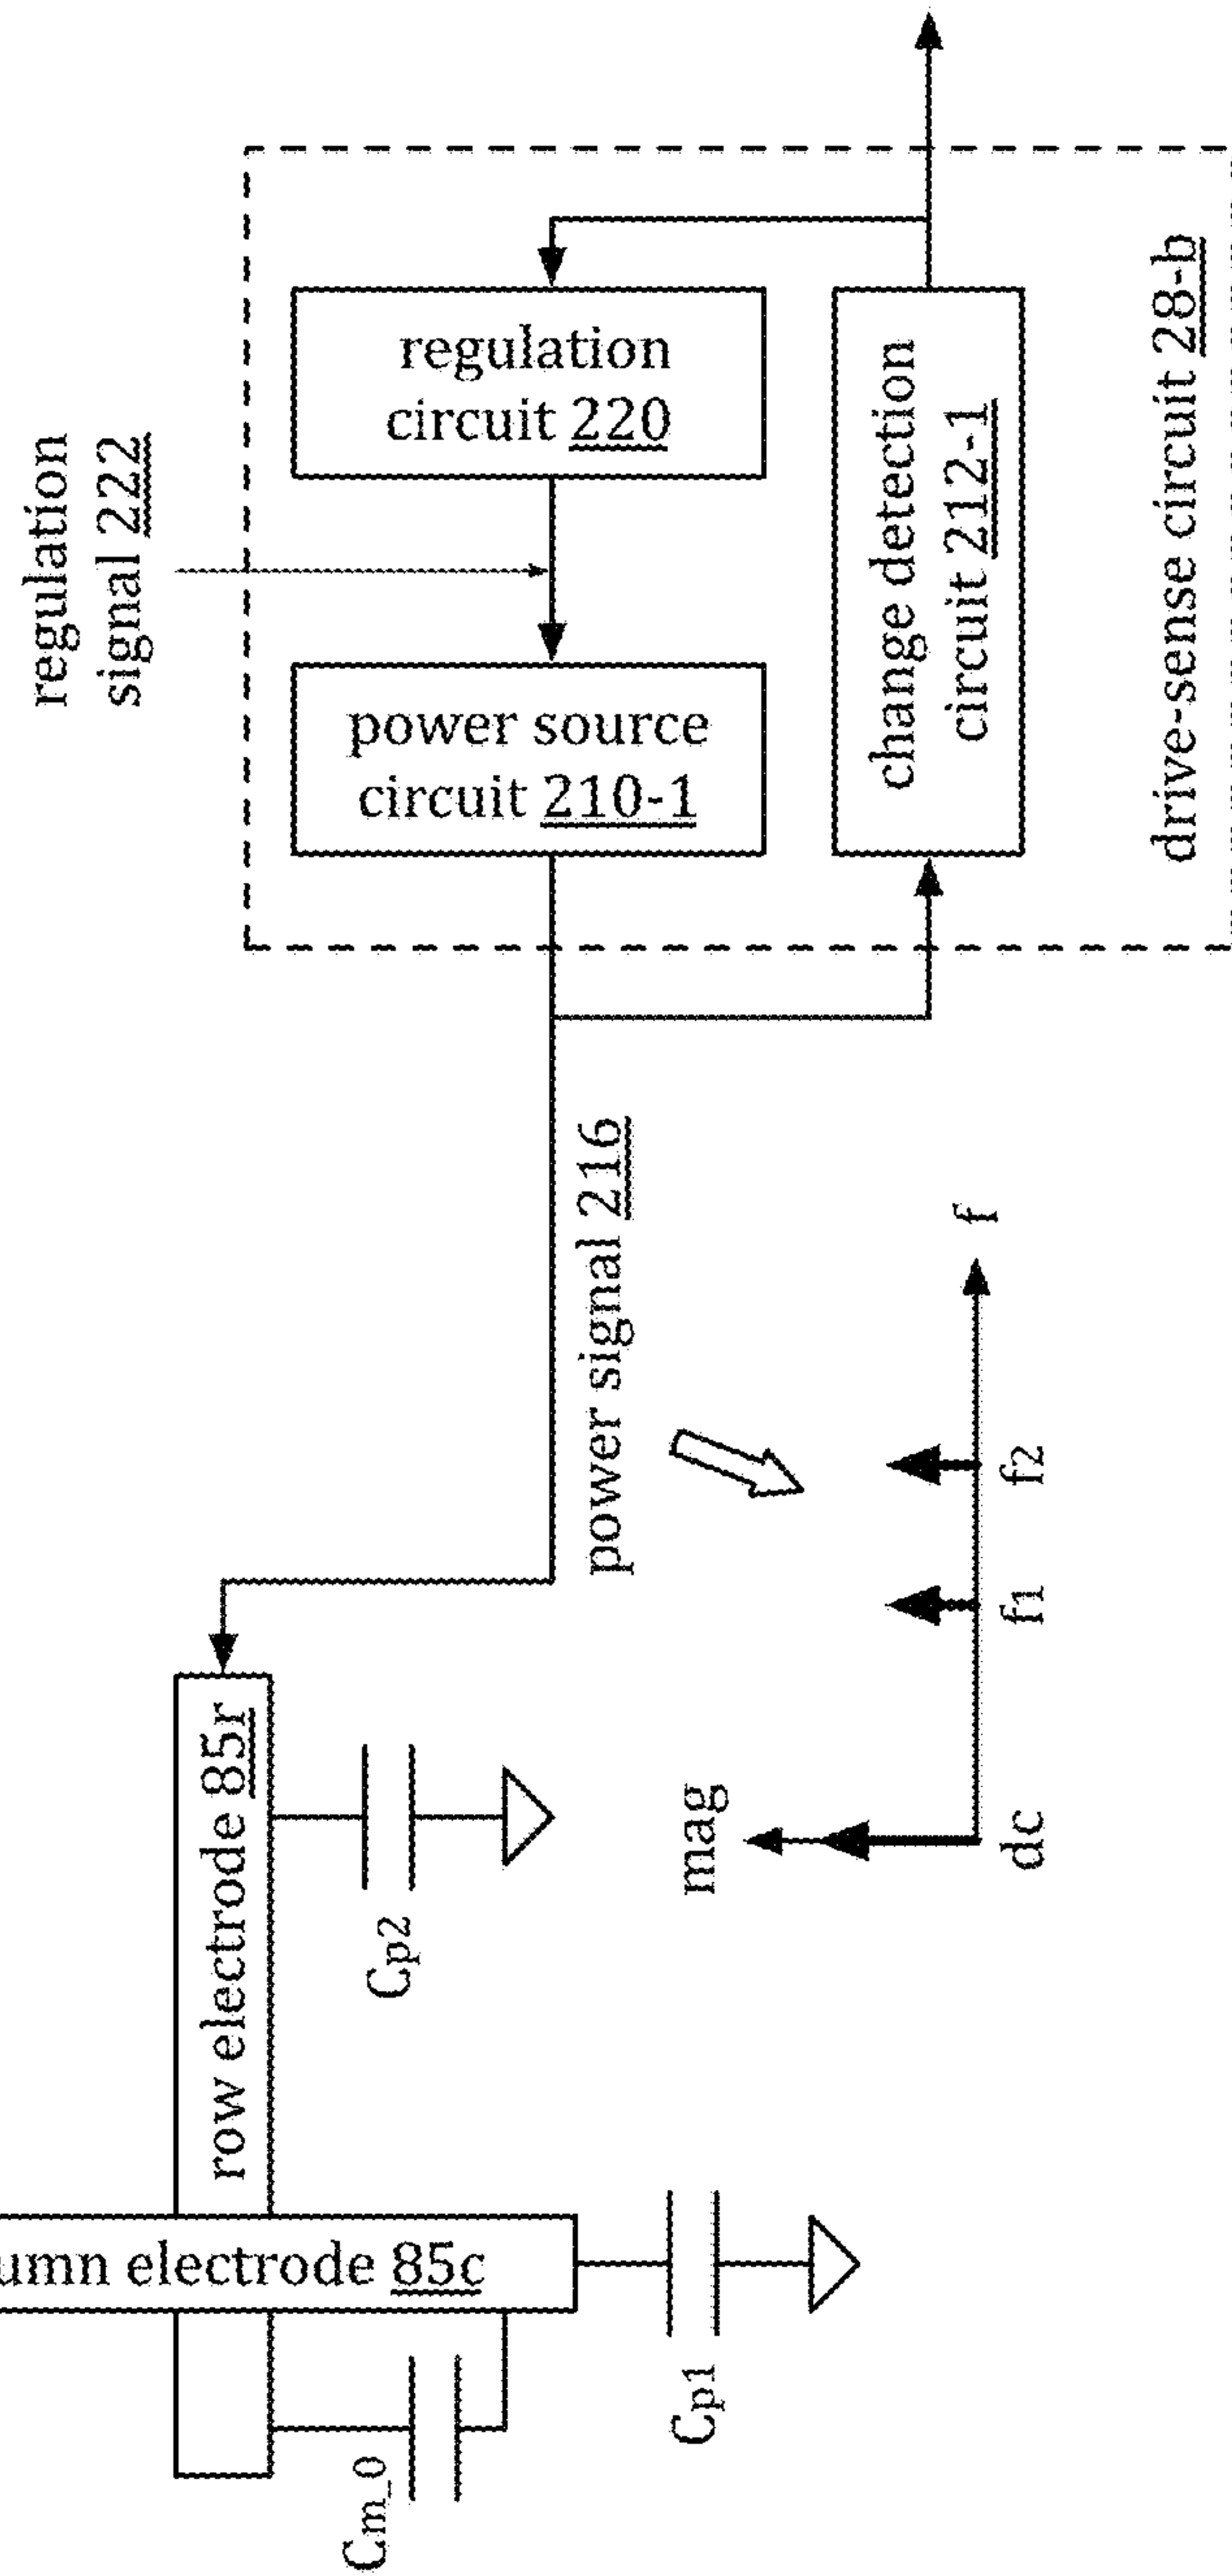 umn electrode 85c
row electrode 85r
Cm_0
Cp1
Cp2
power signal 216
mag
dc
f1
f2
f
regulation
signal 222
power source
circuit 210-1
regulation
circuit 220
change detection
circuit 212-1
drive-sense circuit 28-b